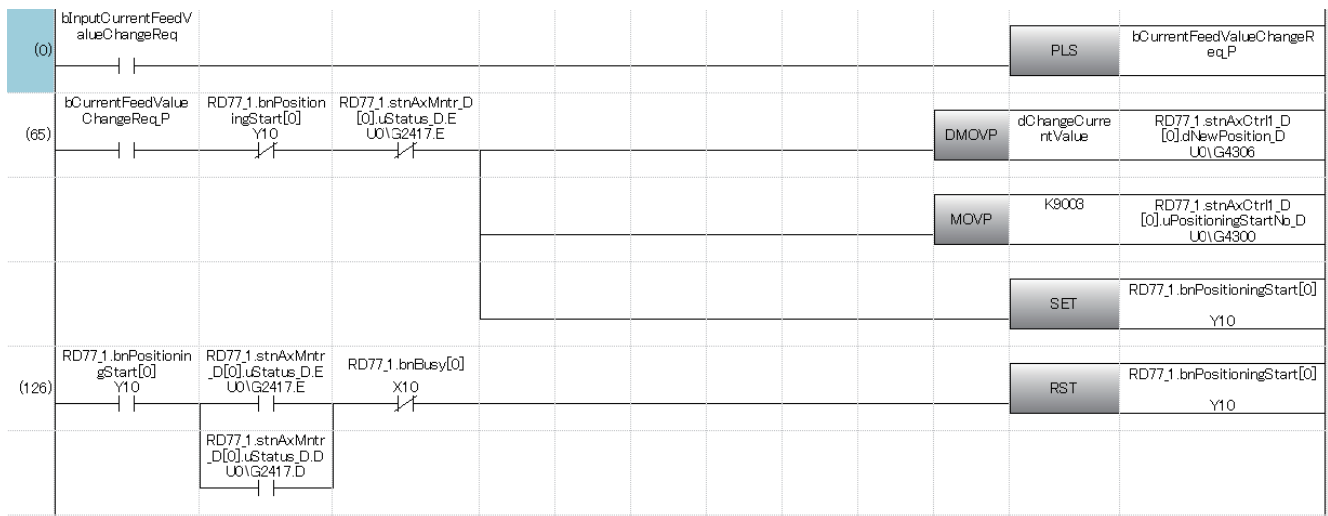 bInputCurrentFeedV
alueChangeReq
(0)
PLS
bCurrentFeedValueChangeR
eq_P
bCurrentFeedValue
ChangeReq_P
RD77_1.bnPosition
ingStart[0]
Y10
RD77_1.stnAxMntr_D
[0].uStatus_D.E
U0\G2417.E
(65)
DMOVP
dChangeCurre
ntValue
RD77_1.stnAxCtrl1_D
[0].dNewPosition_D
U0\G4306
MOVP
K9003
RD77_1.stnAxCtrl1_D
[0].uPositioningStartNo_D
U0\G4300
SET
RD77_1.bnPositioningStart[0]
Y10
RD77_1.bnPositionin
gStart[0]
Y10
RD77_1.stnAxMntr
_D[0].uStatus_D.E
U0\G2417.E
RD77_1.bnBusy[0]
X10
(126)
RST
RD77_1.bnPositioningStart[0]
Y10
RD77_1.stnAxMntr
_D[0].uStatus_D.D
U0\G2417.D